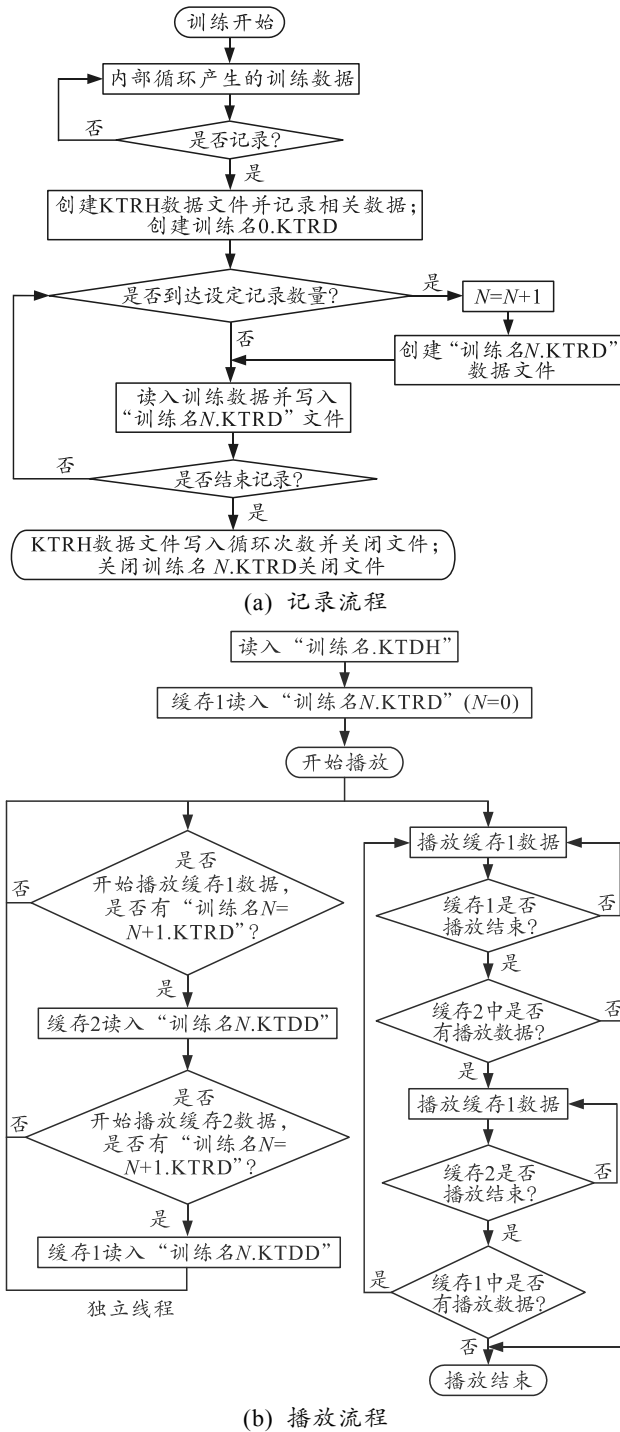 训练开始
内部循环产生的训练数据
否
是否记录?
是
创建KTRH数据文件并记录相关数据；
创建训练名0.KTRD
是否到达设定记录数量?
是
N=N+1
否
创建“训练名N.KTRD”
数据文件
读入训练数据并写入
“训练名N.KTRD”文件
否
是否结束记录?
是
KTRH数据文件写入循环次数并关闭文件；
关闭训练名 N.KTRD关闭文件
(a) 记录流程
读入“训练名.KTDH”
缓存1读入“训练名N.KTRD”(N=0)
开始播放
是否
开始播放缓存1数据，
是否有“训练名N=
N+1.KTRD”?
否
是
缓存2读入“训练名N.KTDD”
是否
开始播放缓存2数据，
是否有“训练名N=
N+1.KTRD”?
否
是
缓存1读入“训练名N.KTDD”
独立线程
播放缓存1数据
缓存1是否
播放结束?
否
是
缓存2中是否
有播放数据?
否
是
播放缓存1数据
缓存2是否
播放结束?
否
是
是
缓存1中是否
有播放数据?
否
播放结束
(b) 播放流程